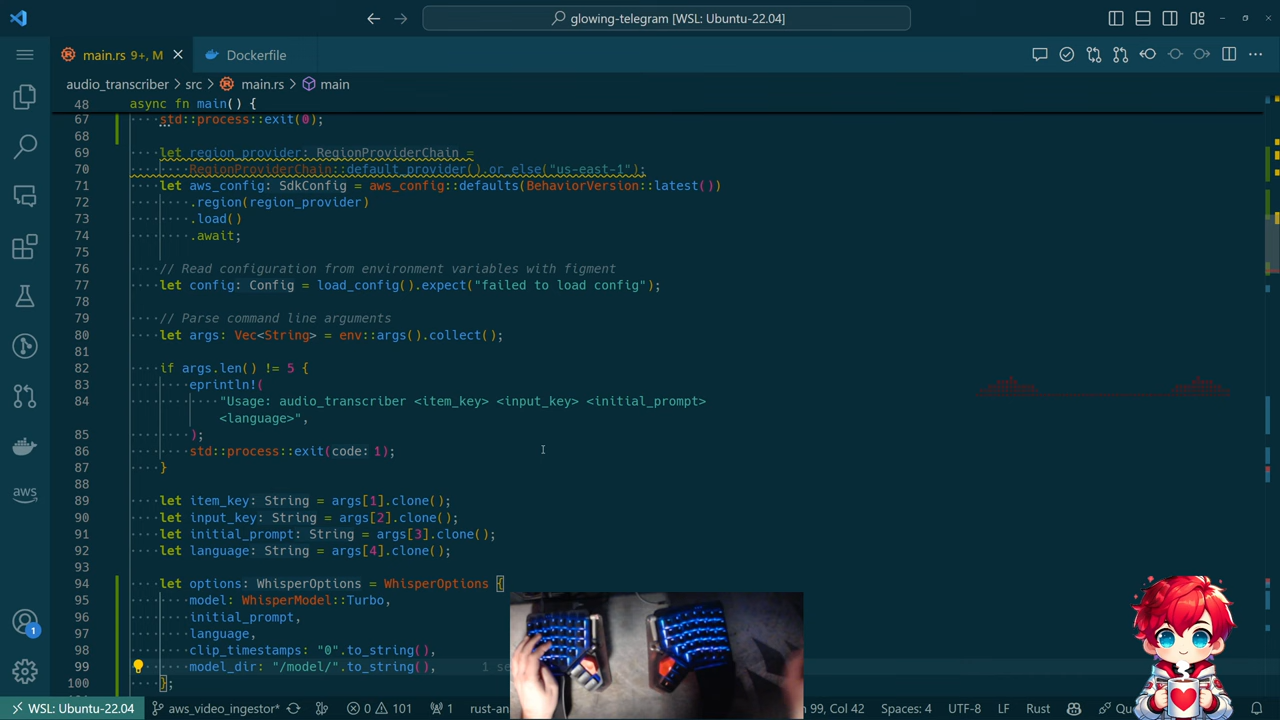 glowing-telegram [WSL: Ubuntu-22.04]
main.rs 9+, M
Dockerfile
audio_transcriber > src > main.rs > main
48 async fn main() {
67 std::process::exit(0);
68
69 let region_provider: RegionProviderChain =
70 RegionProviderChain::default_provider().or_else("us-east-1");
71 let aws_config: SdkConfig = aws_config::defaults(BehaviorVersion::latest())
72 .region(region_provider)
73 .load()
74 .await;
75
76 // Read configuration from environment variables with figment
77 let config: Config = load_config().expect("failed to load config");
78
79 // Parse command line arguments
80 let args: Vec<String> = env::args().collect();
81
82 if args.len() != 5 {
83 eprintln!(
84 "Usage: audio_transcriber <item_key> <input_key> <initial_prompt>
<language>",
85 );
86 std::process::exit(code: 1);
87 }
88
89 let item_key: String = args[1].clone();
90 let input_key: String = args[2].clone();
91 let initial_prompt: String = args[3].clone();
92 let language: String = args[4].clone();
93
94 let options: WhisperOptions = WhisperOptions {
95 model: WhisperModel::Turbo,
96 initial_prompt,
97 language,
98 clip_timestamps: "0".to_string(),
99 model_dir: "/model/".to_string(),
100 };
aws
1
WSL: Ubuntu-22.04 aws_video_ingestor* 0 101 1 99, Col 42 Spaces: 4 UTF-8 LF Rust